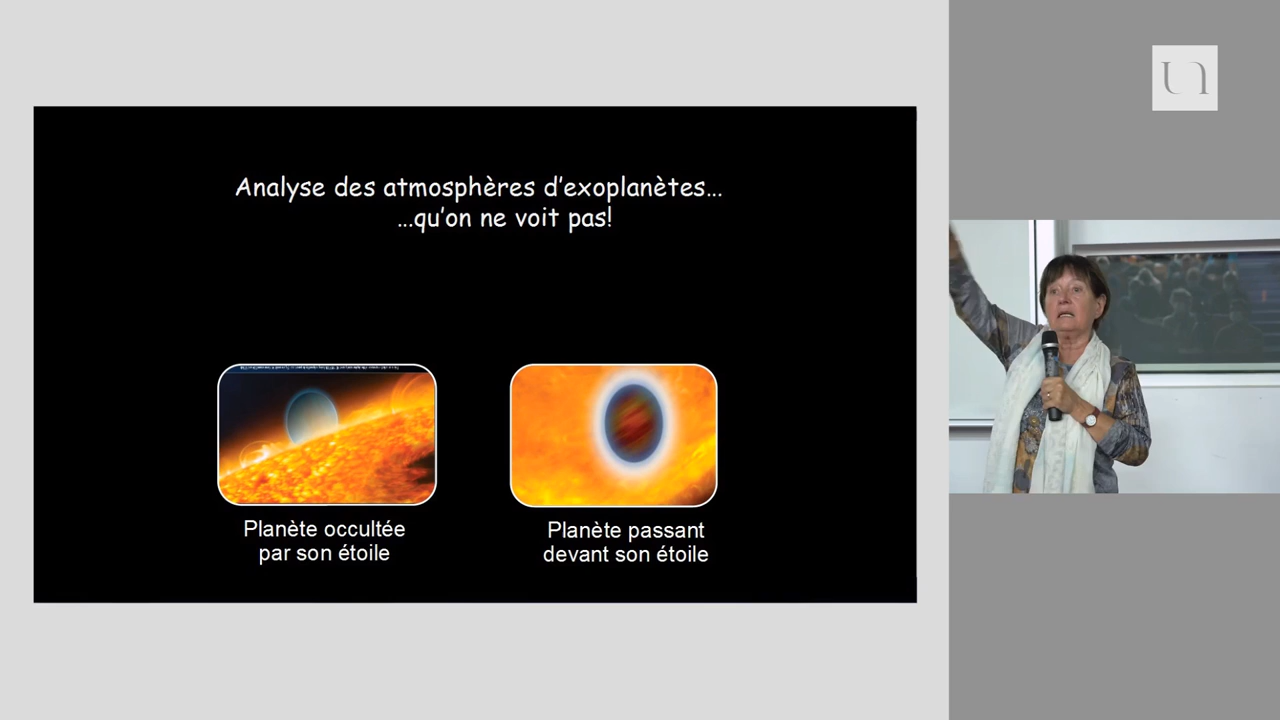 Analyse des atmosphères d'exoplanètes...
...qu'on ne voit pas!
Planète occultée
par son étoile
Planète passant
devant son étoile